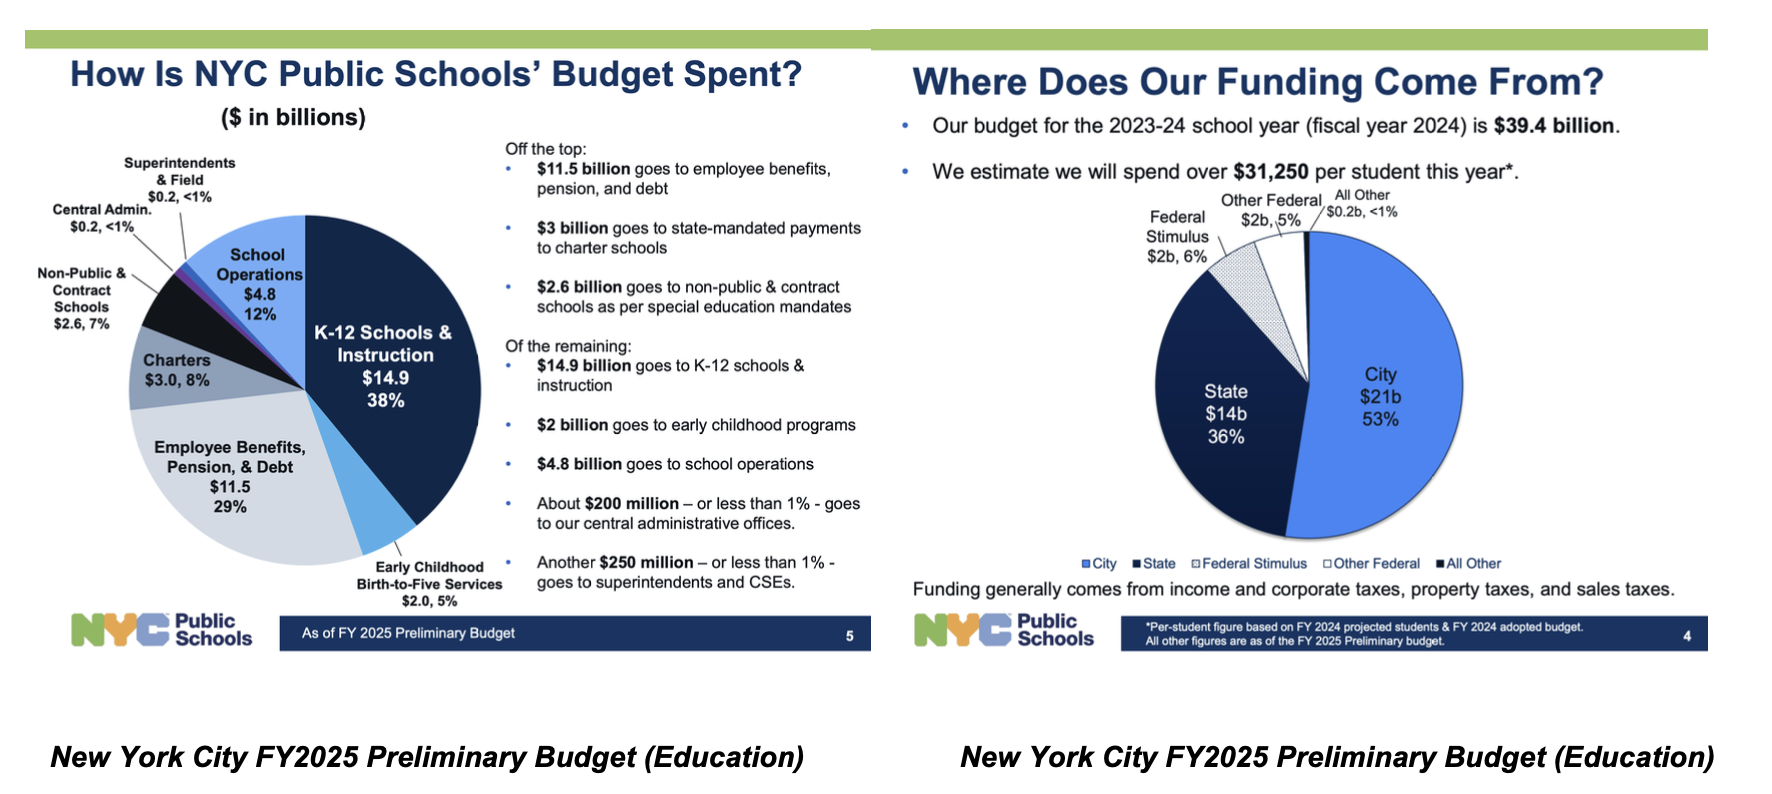 How Is NYC Public Schools’ Budget Spent?
($ in billions)
Superintendents
& Field
$0.2, <1%
Central Admin.
$0.2, <1%
Non-Public &
Contract
Schools
$2.6, 7%
School
Operations
$4.8
12%
K-12 Schools &
Instruction
$14.9
38%
Charters
$3.0, 8%
Employee Benefits,
Pension, & Debt
$11.5
29%
Early Childhood
Birth-to-Five Services
$2.0, 5%
Off the top:
• $11.5 billion goes to employee benefits,
pension, and debt
• $3 billion goes to state-mandated payments
to charter schools
• $2.6 billion goes to non-public & contract
schools as per special education mandates
Of the remaining:
• $14.9 billion goes to K-12 schools &
instruction
• $2 billion goes to early childhood programs
• $4.8 billion goes to school operations
• About $200 million – or less than 1% - goes
to our central administrative offices.
• Another $250 million – or less than 1% -
goes to superintendents and CSEs.
NYC Public
Schools
As of FY 2025 Preliminary Budget
5
New York City FY2025 Preliminary Budget (Education)
Where Does Our Funding Come From?
• Our budget for the 2023-24 school year (fiscal year 2024) is $39.4 billion.
• We estimate we will spend over $31,250 per student this year*.
Federal
Stimulus
$2b, 6%
Other Federal
$2b, 5%
All Other
$0.2b, <1%
State
$14b
36%
City
$21b
53%
City State Federal Stimulus Other Federal All Other
Funding generally comes from income and corporate taxes, property taxes, and sales taxes.
NYC Public
Schools
*Per-student figure based on FY 2024 projected students & FY 2024 adopted budget.
All other figures are as of the FY 2025 Preliminary budget.
4
New York City FY2025 Preliminary Budget (Education)